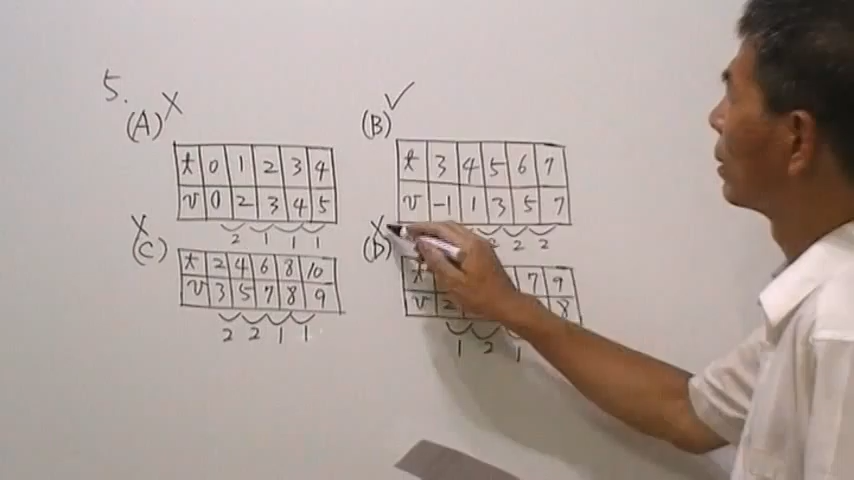 5.
(A) X
t 0 1 2 3 4
v 0 2 3 4 5
2 1 1 1
(B) ✓
t 3 4 5 6 7
v -1 1 3 5 7
2 2 2
(C) X
t 2 4 6 8 10
v 3 5 7 8 9
2 2 1 1
(D) X
t 7 9
v 2 8
1 2 1